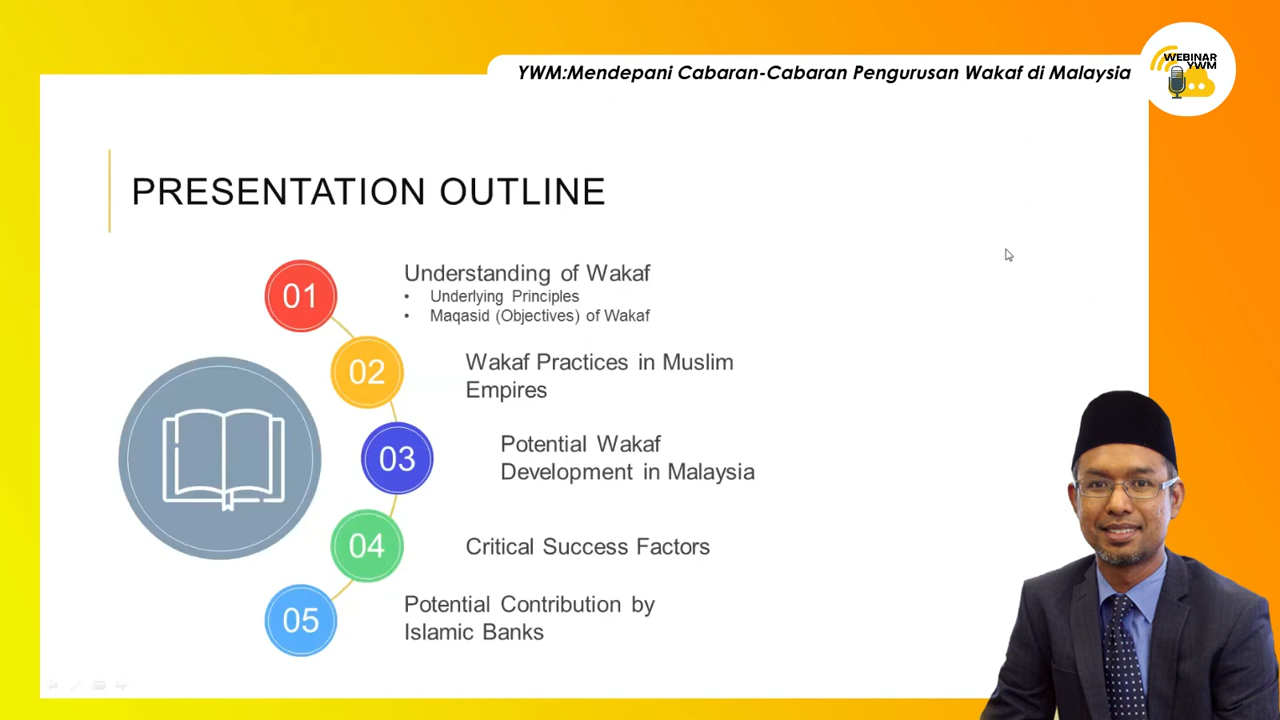 YWM:Mendepani Cabaran-Cabaran Pengurusan Wakaf di Malaysia
WEBINAR
YWM
PRESENTATION OUTLINE
01
Understanding of Wakaf
• Underlying Principles
• Maqasid (Objectives) of Wakaf
02
Wakaf Practices in Muslim
Empires
03
Potential Wakaf
Development in Malaysia
04
Critical Success Factors
05
Potential Contribution by
Islamic Banks